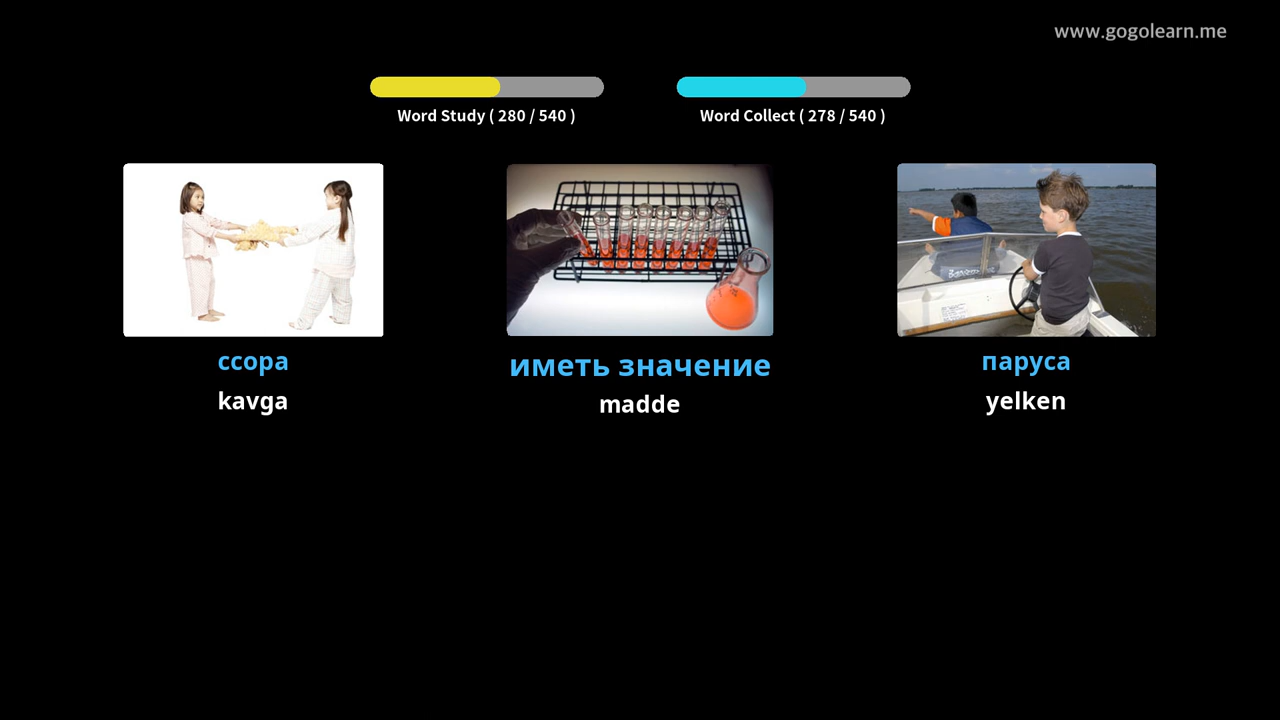 www.gogolearn.me
Word Study ( 280 / 540 )
Word Collect ( 278 / 540 )
ссора
kavga
иметь значение
madde
паруса
yelken